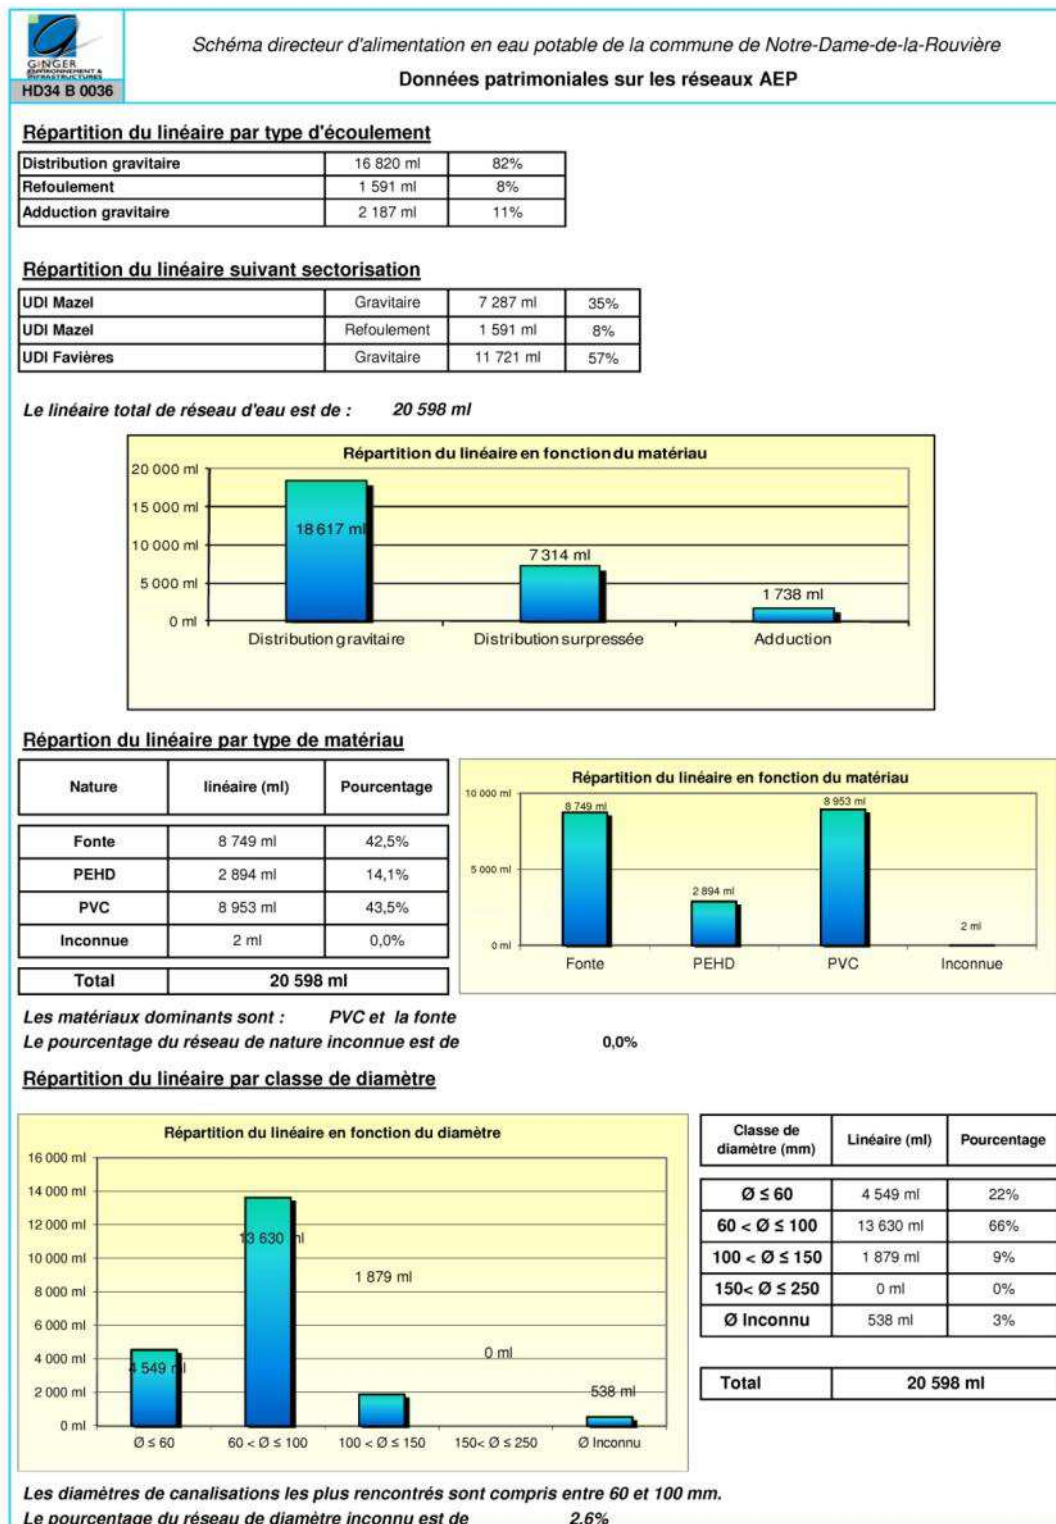 GINGER
ENVIRONNEMENT &
INFRASTRUCTURES
HD34 B 0036
Schéma directeur d'alimentation en eau potable de la commune de Notre-Dame-de-la-Rouvière
Données patrimoniales sur les réseaux AEP
Répartition du linéaire par type d'écoulement
Distribution gravitaire 16 820 ml 82%
Refoulement 1 591 ml 8%
Adduction gravitaire 2 187 ml 11%
Répartition du linéaire suivant sectorisation
UDI Mazel Gravitaire 7 287 ml 35%
UDI Mazel Refoulement 1 591 ml 8%
UDI Favières Gravitaire 11 721 ml 57%
Le linéaire total de réseau d'eau est de : 20 598 ml
Répartition du linéaire en fonction du matériau
20 000 ml
15 000 ml
10 000 ml
5 000 ml
0 ml
18 617 ml
7 314 ml
1 738 ml
Distribution gravitaire Distribution surpressée Adduction
Répartion du linéaire par type de matériau
Nature linéaire (ml) Pourcentage
Fonte 8 749 ml 42,5%
PEHD 2 894 ml 14,1%
PVC 8 953 ml 43,5%
Inconnue 2 ml 0,0%
Total 20 598 ml
Répartition du linéaire en fonction du matériau
10 000 ml
5 000 ml
0 ml
8 749 ml
2 894 ml
8 953 ml
2 ml
Fonte PEHD PVC Inconnue
Les matériaux dominants sont : PVC et la fonte
Le pourcentage du réseau de nature inconnue est de 0,0%
Répartition du linéaire par classe de diamètre
Répartition du linéaire en fonction du diamètre
16 000 ml
14 000 ml
12 000 ml
10 000 ml
8 000 ml
6 000 ml
4 000 ml
2 000 ml
0 ml
4 549 ml
13 630 ml
1 879 ml
0 ml
538 ml
Ø ≤ 60 60 < Ø ≤ 100 100 < Ø ≤ 150 150< Ø ≤ 250 Ø Inconnu
Classe de diamètre (mm) Linéaire (ml) Pourcentage
Ø ≤ 60 4 549 ml 22%
60 < Ø ≤ 100 13 630 ml 66%
100 < Ø ≤ 150 1 879 ml 9%
150< Ø ≤ 250 0 ml 0%
Ø Inconnu 538 ml 3%
Total 20 598 ml
Les diamètres de canalisations les plus rencontrés sont compris entre 60 et 100 mm.
Le pourcentage du réseau de diamètre inconnu est de 2,6%